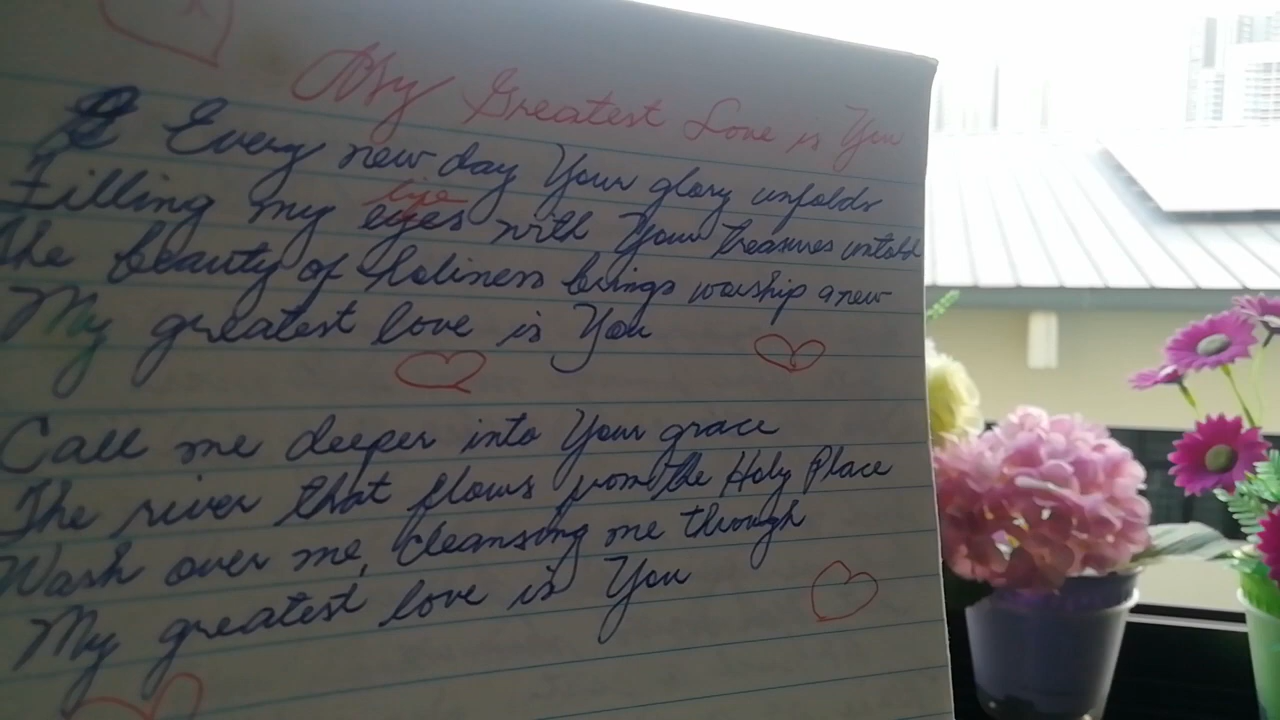 My Greatest Love is You
Every new day Your glory unfolds
life
Filling my eyes with Your treasures untold
The beauty of holiness brings worship anew
My greatest love is You
Call me deeper into Your grace
The river that flows from the Holy Place
Wash over me, cleansing me through
My greatest love is You